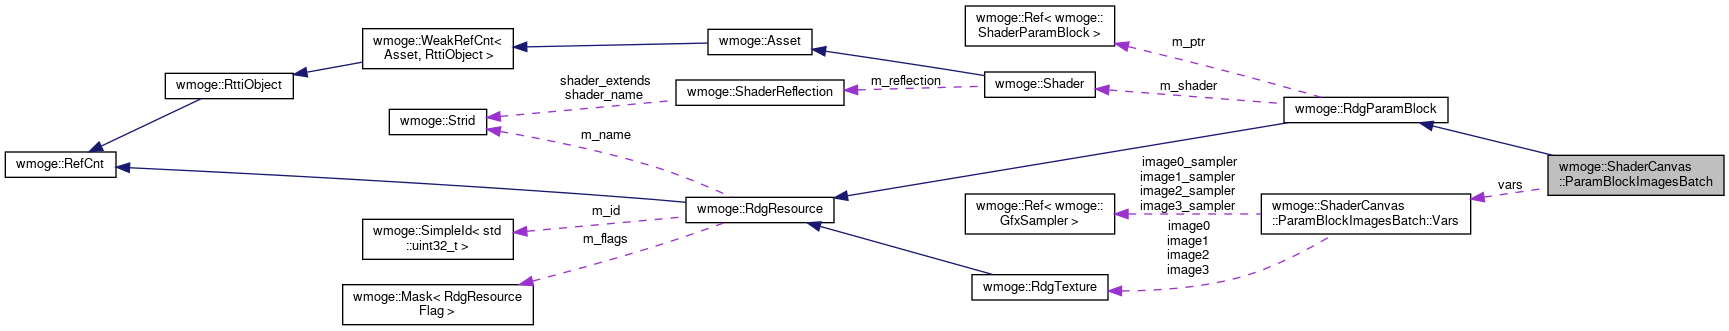 wmoge::Ref< wmoge::
ShaderParamBlock >
wmoge::WeakRefCnt<
Asset, RttiObject >
wmoge::Asset
m_ptr
wmoge::RttiObject
shader_extends
shader_name
wmoge::ShaderReflection
m_reflection
wmoge::Shader
m_shader
wmoge::RdgParamBlock
wmoge::Strid
m_name
wmoge::RefCnt
image0_sampler
image1_sampler
image2_sampler
image3_sampler
wmoge::ShaderCanvas
::ParamBlockImagesBatch
vars
wmoge::RdgResource
wmoge::Ref< wmoge::
GfxSampler >
wmoge::ShaderCanvas
::ParamBlockImagesBatch::Vars
m_id
wmoge::SimpleId< std
::uint32_t >
m_flags
image0
image1
image2
image3
wmoge::RdgTexture
wmoge::Mask< RdgResource
Flag >